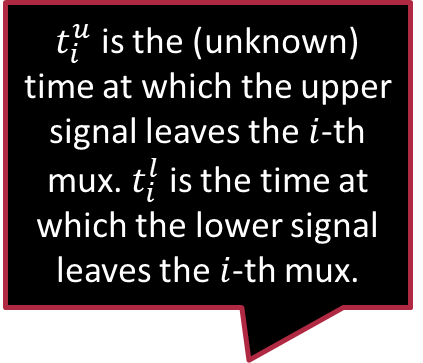 $t_i^u$ is the (unknown)
time at which the upper
signal leaves the $i$-th
mux. $t_i^l$ is the time at
which the lower signal
leaves the $i$-th mux.